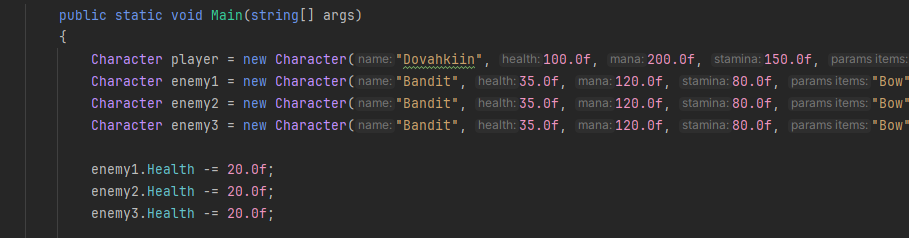 public static void Main(string[] args)
{
Character player = new Character( name: "Dovahkiin", health: 100.0f, mana: 200.0f, stamina: 150.0f, params items:
Character enemy1 = new Character( name: "Bandit", health: 35.0f, mana: 120.0f, stamina: 80.0f, params items: "Bow"
Character enemy2 = new Character( name: "Bandit", health: 35.0f, mana: 120.0f, stamina: 80.0f, params items: "Bow"
Character enemy3 = new Character( name: "Bandit", health: 35.0f, mana: 120.0f, stamina: 80.0f, params items: "Bow"
enemy1.Health -= 20.0f;
enemy2.Health -= 20.0f;
enemy3.Health -= 20.0f;